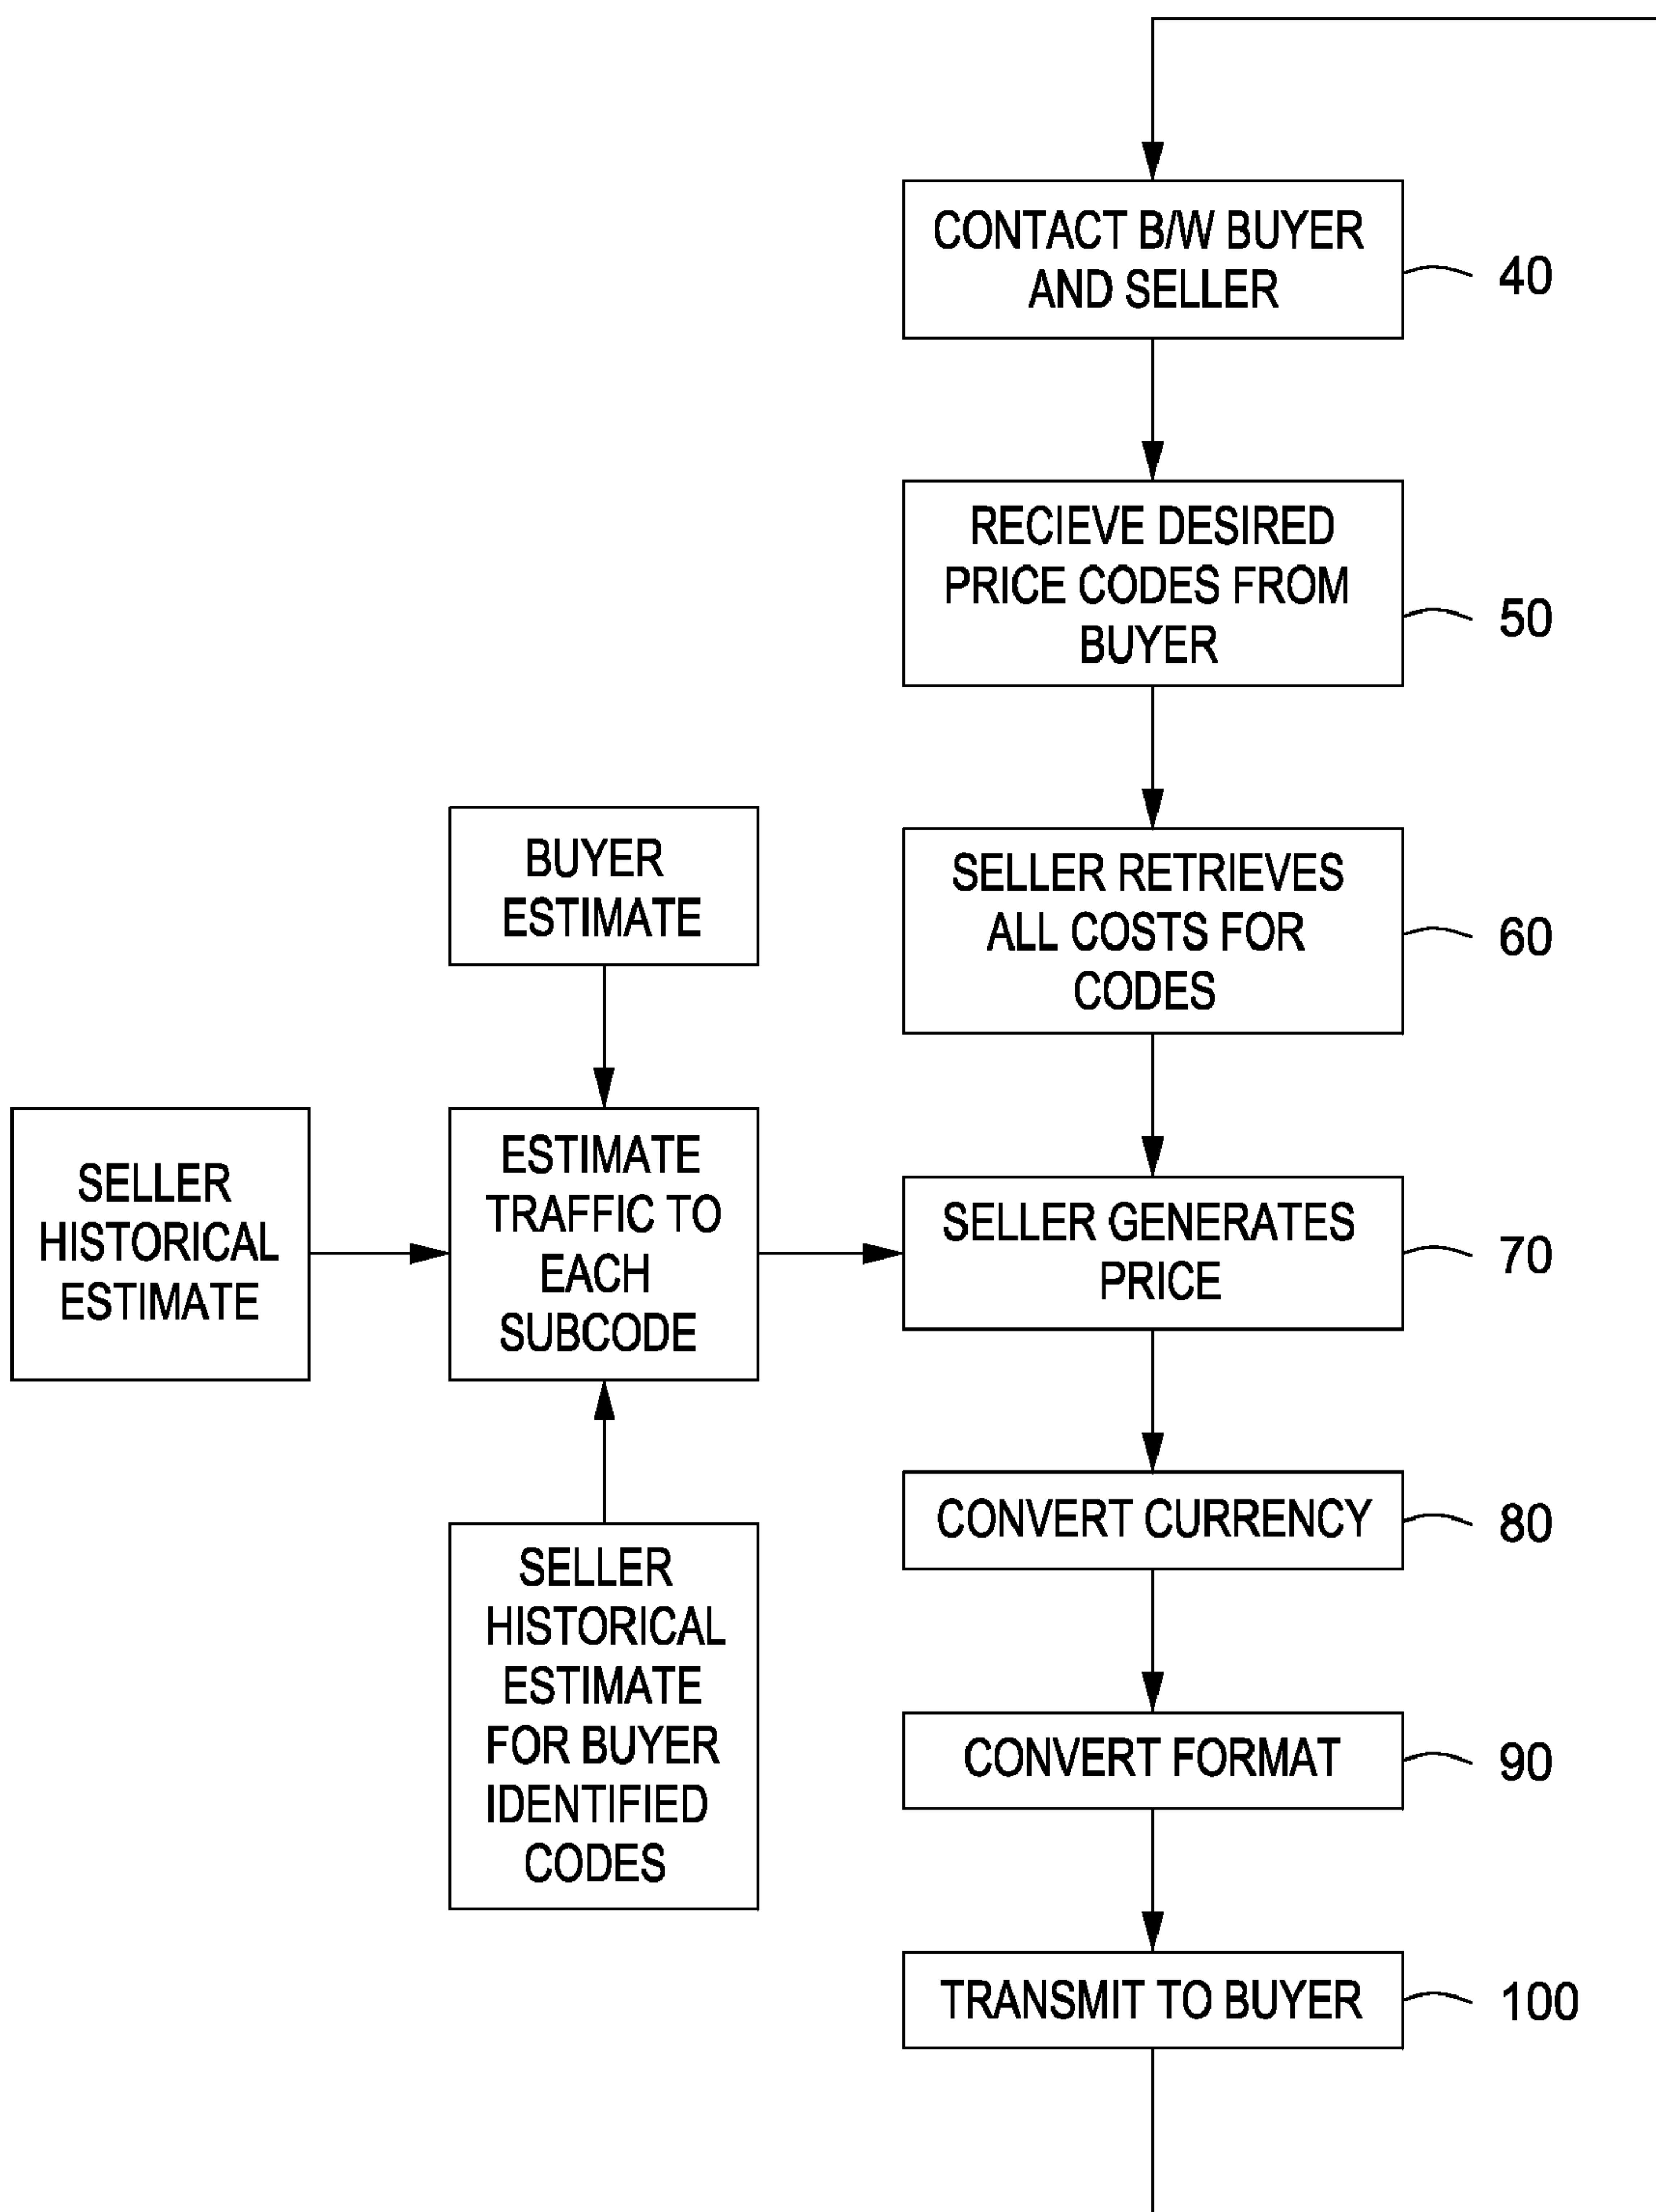 CONTACT B/W BUYER
AND SELLER
40
RECIEVE DESIRED
PRICE CODES FROM
BUYER
50
SELLER RETRIEVES
ALL COSTS FOR
CODES
60
BUYER
ESTIMATE
SELLER
HISTORICAL
ESTIMATE
ESTIMATE
TRAFFIC TO
EACH
SUBCODE
SELLER GENERATES
PRICE
70
SELLER
HISTORICAL
ESTIMATE
FOR BUYER
IDENTIFIED
CODES
CONVERT CURRENCY
80
CONVERT FORMAT
90
TRANSMIT TO BUYER
100